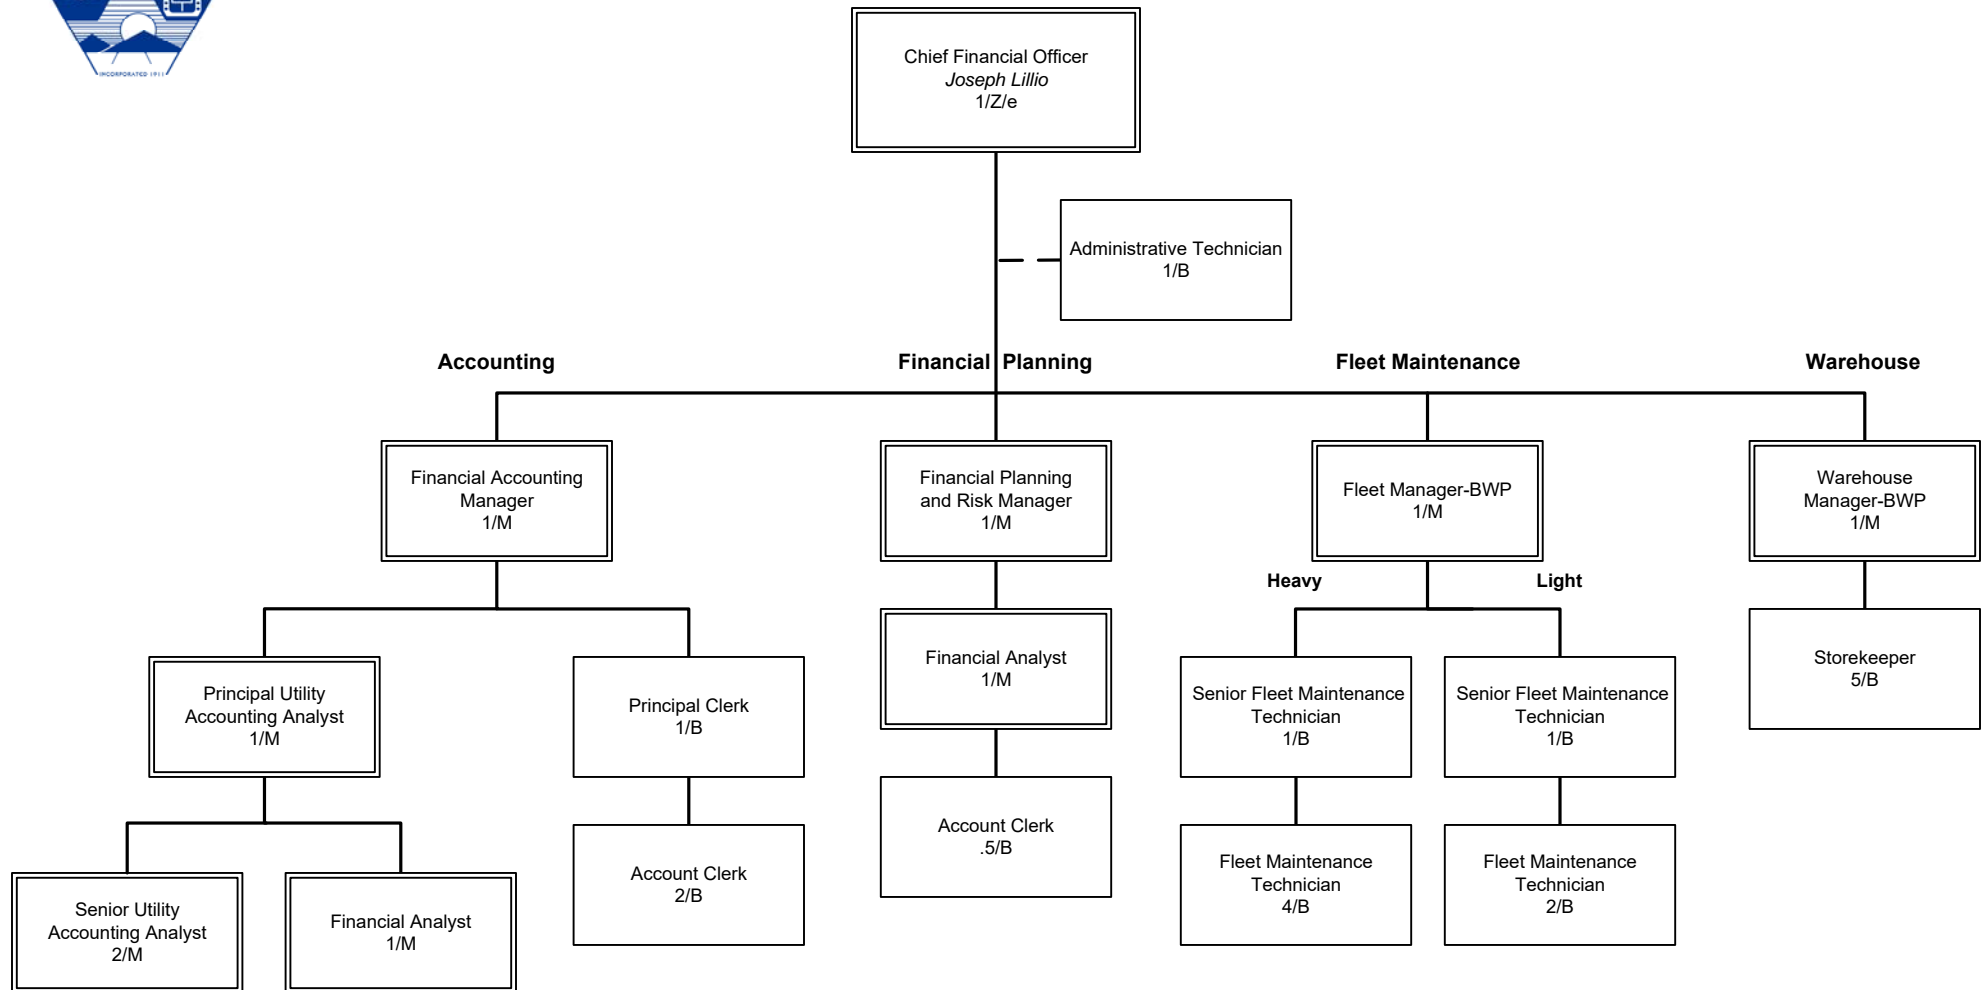 INCORPORATED 1911
Chief Financial Officer
Joseph Lillio
1/Z/e
Administrative Technician
1/B
Accounting
Financial Planning
Fleet Maintenance
Warehouse
Financial Accounting
Manager
1/M
Financial Planning
and Risk Manager
1/M
Fleet Manager-BWP
1/M
Warehouse
Manager-BWP
1/M
Heavy
Light
Principal Utility
Accounting Analyst
1/M
Principal Clerk
1/B
Financial Analyst
1/M
Senior Fleet Maintenance
Technician
1/B
Senior Fleet Maintenance
Technician
1/B
Storekeeper
5/B
Senior Utility
Accounting Analyst
2/M
Financial Analyst
1/M
Account Clerk
2/B
Account Clerk
.5/B
Fleet Maintenance
Technician
4/B
Fleet Maintenance
Technician
2/B